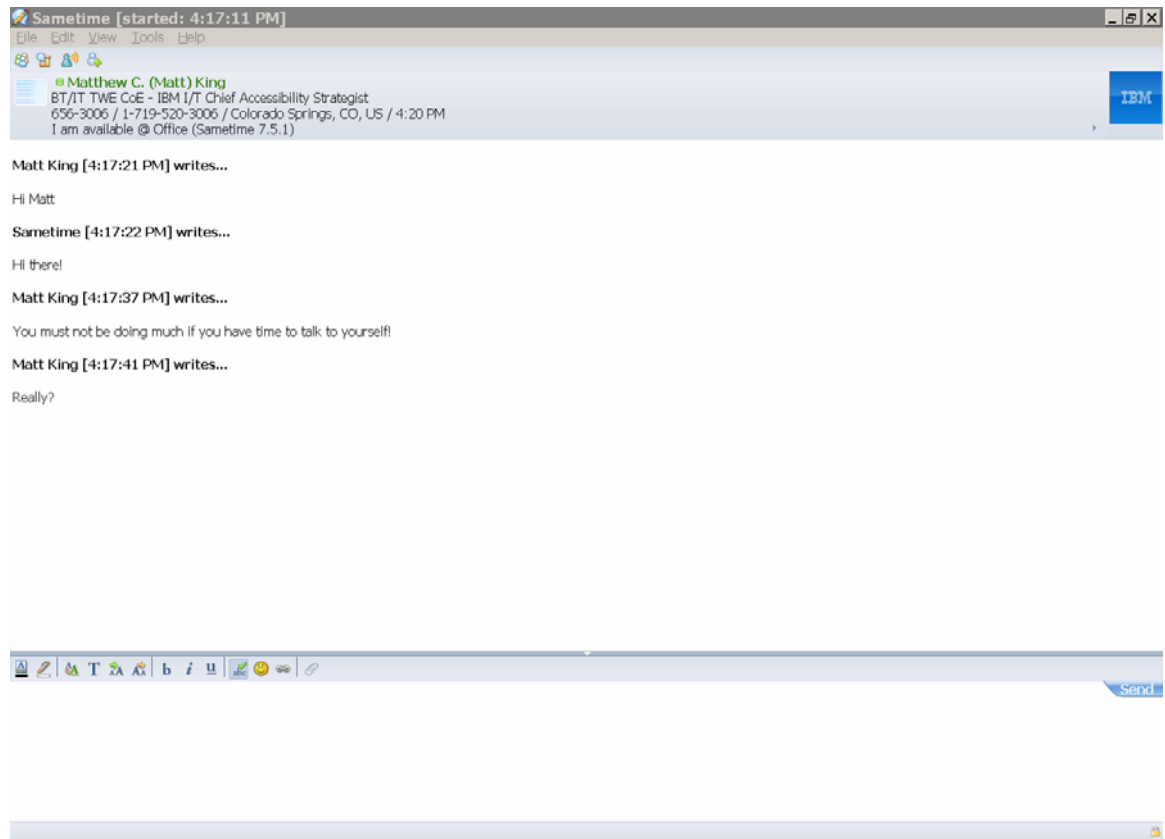 Sametime [started: 4:17:11 PM]
File Edit View Tools Help
Matthew C. (Matt) King
BT/IT TWE CoE - IBM I/T Chief Accessibility Strategist
656-3006 / 1-719-520-3006 / Colorado Springs, CO, US / 4:20 PM
I am available @ Office (Sametime 7.5.1)
IBM
Matt King [4:17:21 PM] writes...
Hi Matt
Sametime [4:17:22 PM] writes...
Hi there!
Matt King [4:17:37 PM] writes...
You must not be doing much if you have time to talk to yourself!
Matt King [4:17:41 PM] writes...
Really?
A T AA AA b i u abc
Send